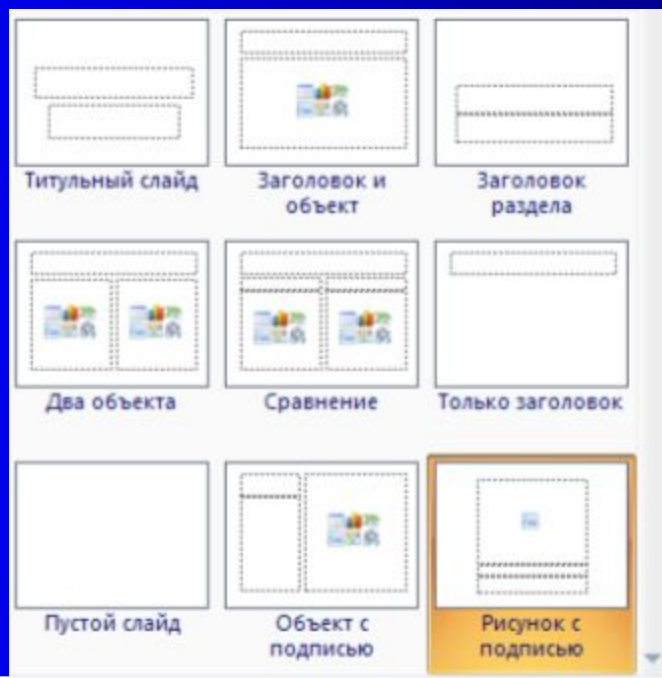 Титульный слайд
Заголовок и
объект
Заголовок
раздела
Два объекта
Сравнение
Только заголовок
Пустой слайд
Объект с
подписью
Рисунок с
подписью